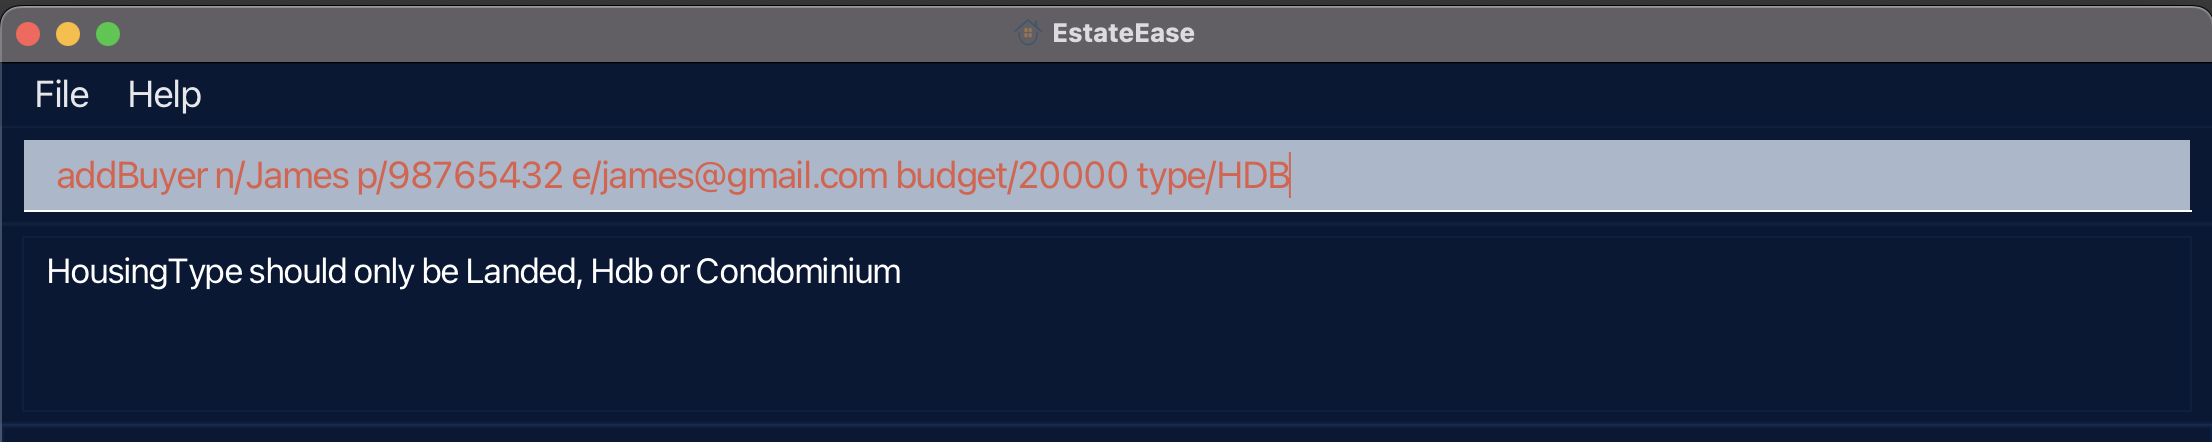 EstateEase
File Help
addBuyer n/James p/98765432 e/james@gmail.com budget/20000 type/HDB
HousingType should only be Landed, Hdb or Condominium